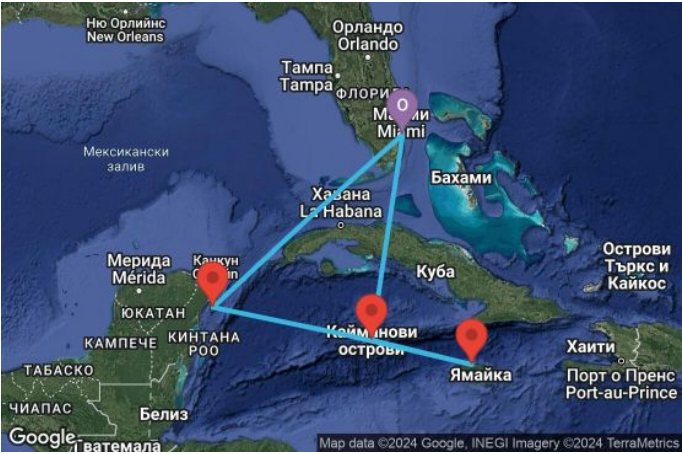 Ню Орлийнс
New Orleans
Орландо
Orlando
Тампа
Tampa
ФЛОРИДА
O
Miami
Мексикански
залив
Бахами
Хавана
La Habana
Мерида
Mérida
Канкун
Куба
Острови
Търкс и
Кайкос
ЮКАТАН
КАМПЕЧЕ
КИНТАНА
РОО
Кайманови
острови
ТАБАСКО
Хаити
Ямайка
Порт о Пренс
Port-au-Prince
ЧИАПАС
Белиз
Google
Гватемала
Map data ©2024 Google, INEGI Imagery ©2024 TerraMetrics